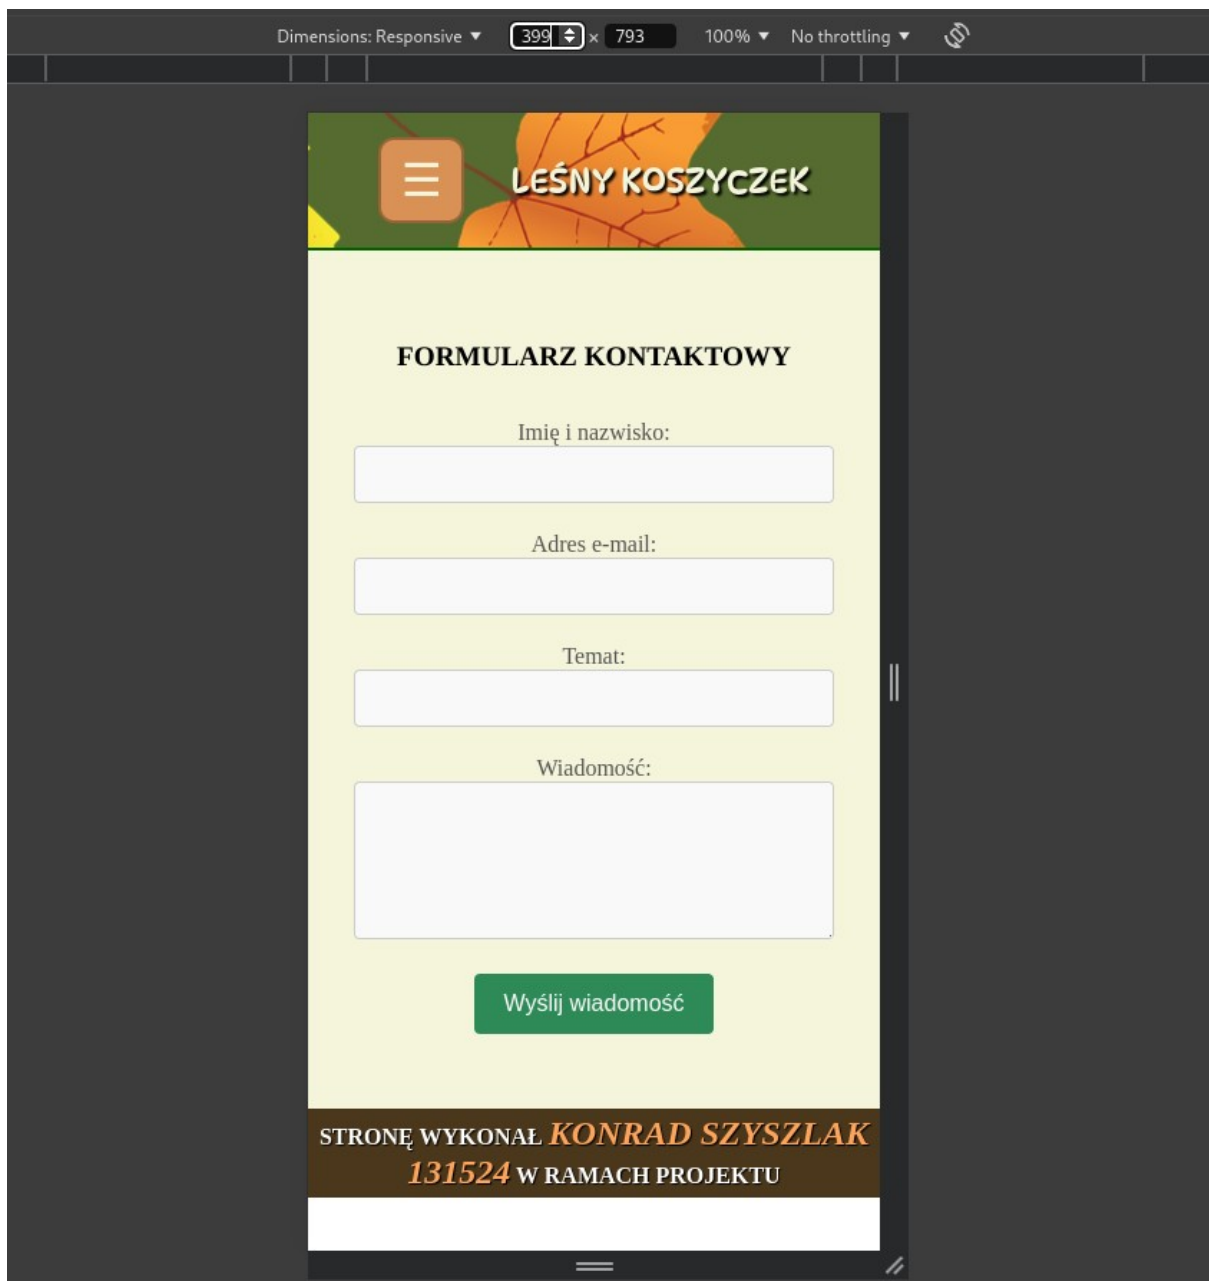 Dimensions: Responsive ▼ 399 × 793 100% ▼ No throttling ▼
LEŚNY KOSZYCZEK
FORMULARZ KONTAKTOWY
Imię i nazwisko:
Adres e-mail:
Temat:
Wiadomość:
Wyślij wiadomość
STRONĘ WYKONAŁ KONRAD SZYSZLAK
131524 W RAMACH PROJEKTU